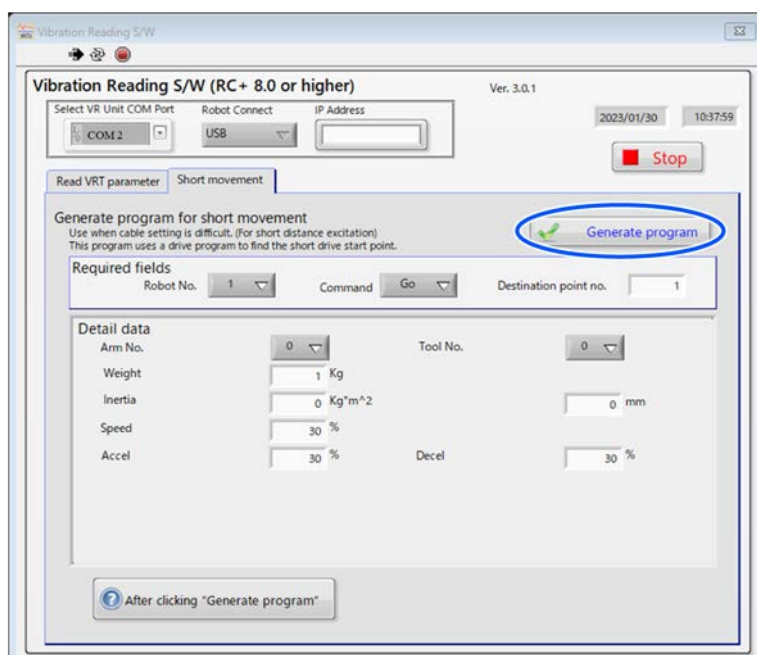 Vibration Reading S/W
Vibration Reading S/W (RC+ 8.0 or higher) Ver. 3.0.1
Select VR Unit COM Port Robot Connect IP Address
COM 2 USB 2023/01/30 10:37:59
Stop
Read VRT parameter Short movement
Generate program for short movement
Use when cable setting is difficult. (For short distance excitation)
This program uses a drive program to find the short drive start point.
Generate program
Required fields
Robot No. 1 Command Go Destination point no. 1
Detail data
Arm No. 0 Tool No. 0
Weight 1 Kg
Inertia 0 Kg*m^2 0 mm
Speed 30 %
Accel 30 % Decel 30 %
After clicking "Generate program"